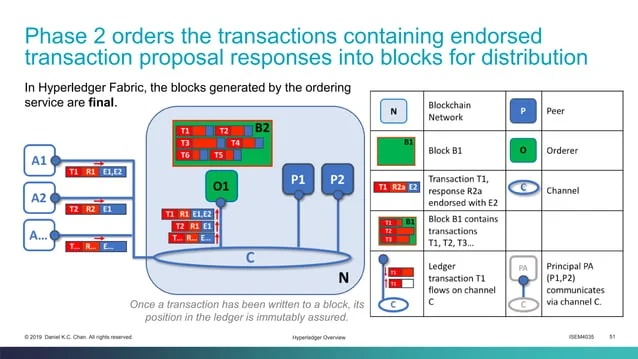 Phase 2 orders the transactions containing endorsed
transaction proposal responses into blocks for distribution
In Hyperledger Fabric, the blocks generated by the ordering
service are final.
B2
T1 T2
T3 T4
T6 T5
A1
T1 R1 E1,E2
A2
T2 R2 E1
A...
T... R... E...
O1
T1 R1 E1,E2
T2 R1 E1
T... R... E...
P1
P2
C
N
Once a transaction has been written to a block, its
position in the ledger is immutably assured.
N
Blockchain
Network
P
Peer
B1
Block B1
O
Orderer
T1 R2a E2
Transaction T1,
response R2a
endorsed with E2
C
Channel
B1
T1
T2
T3
Block B1 contains
transactions
T1, T2, T3...
T1
T1
C
Ledger
transaction T1
flows on channel
C
PA
C
Principal PA
(P1,P2)
communicates
via channel C.
© 2019 Daniel K.C. Chan. All rights reserved.
Hyperledger Overview
ISEM4035
51